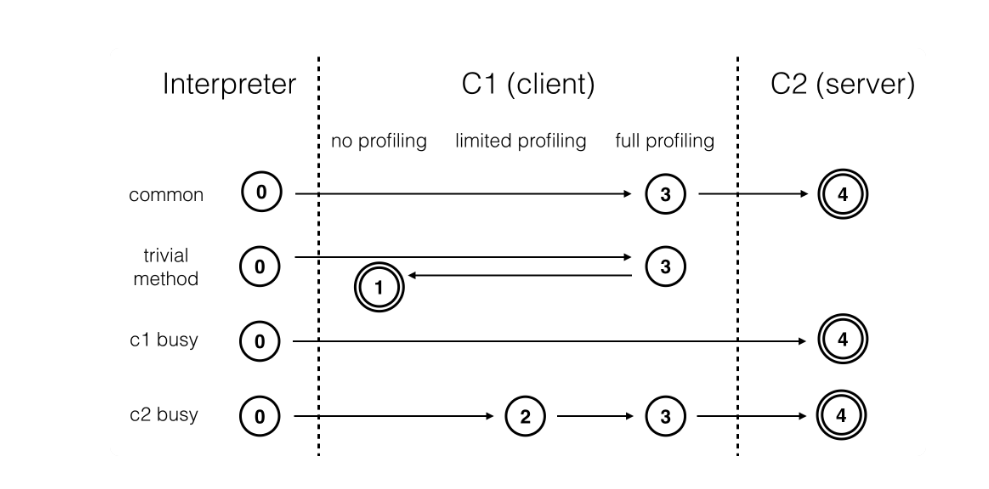 Interpreter C1 (client) C2 (server)
no profiling limited profiling full profiling
common 0 3 4
trivial
method 0 3
1
c1 busy 0 4
c2 busy 0 2 3 4